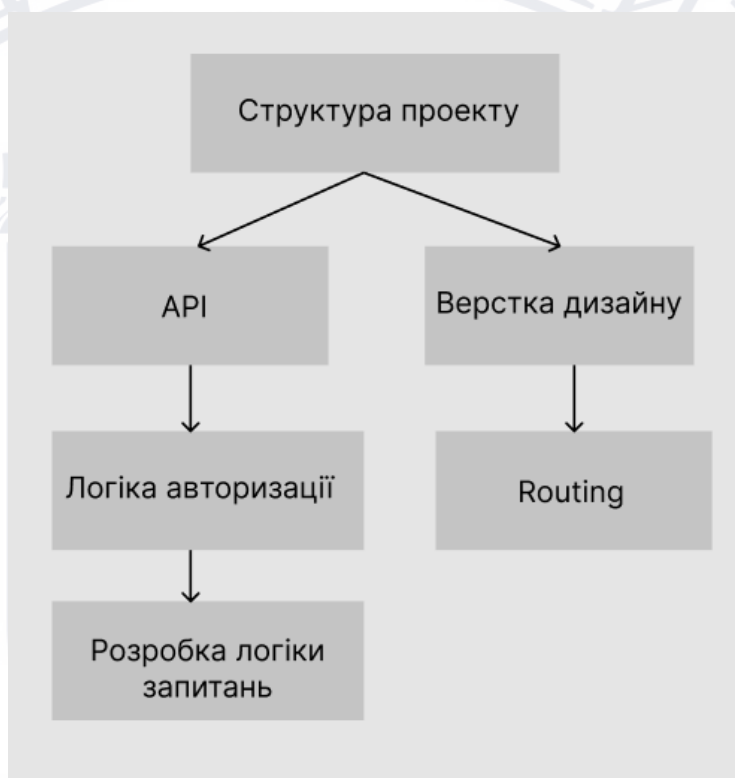 Структура проекту
API
Верстка дизайну
Логіка авторизації
Routing
Розробка логіки
запитань